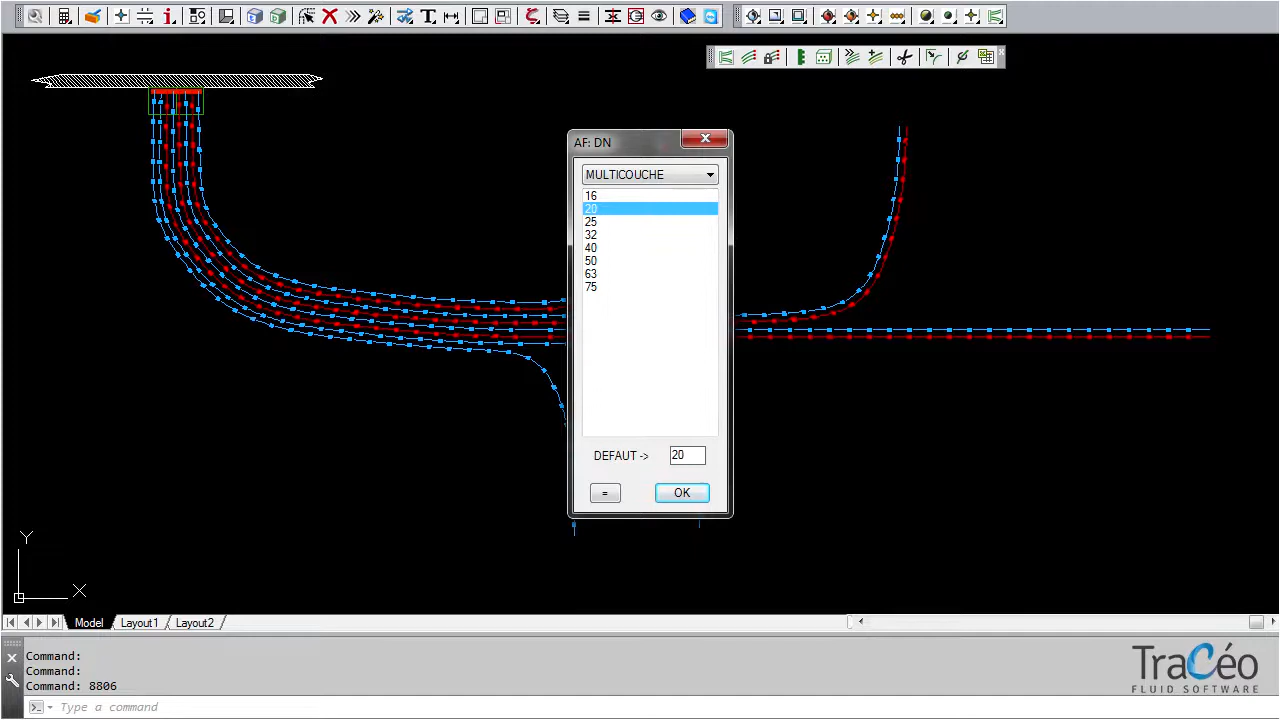 AF: DN
MULTICOUCHE
16
20
25
32
40
50
63
75
DEFAUT ->
20
=
OK
Y
X
Model
Layout1
Layout2
Command:
Command:
Command: 8806
Type a command
TraCéo
FLUID SOFTWARE